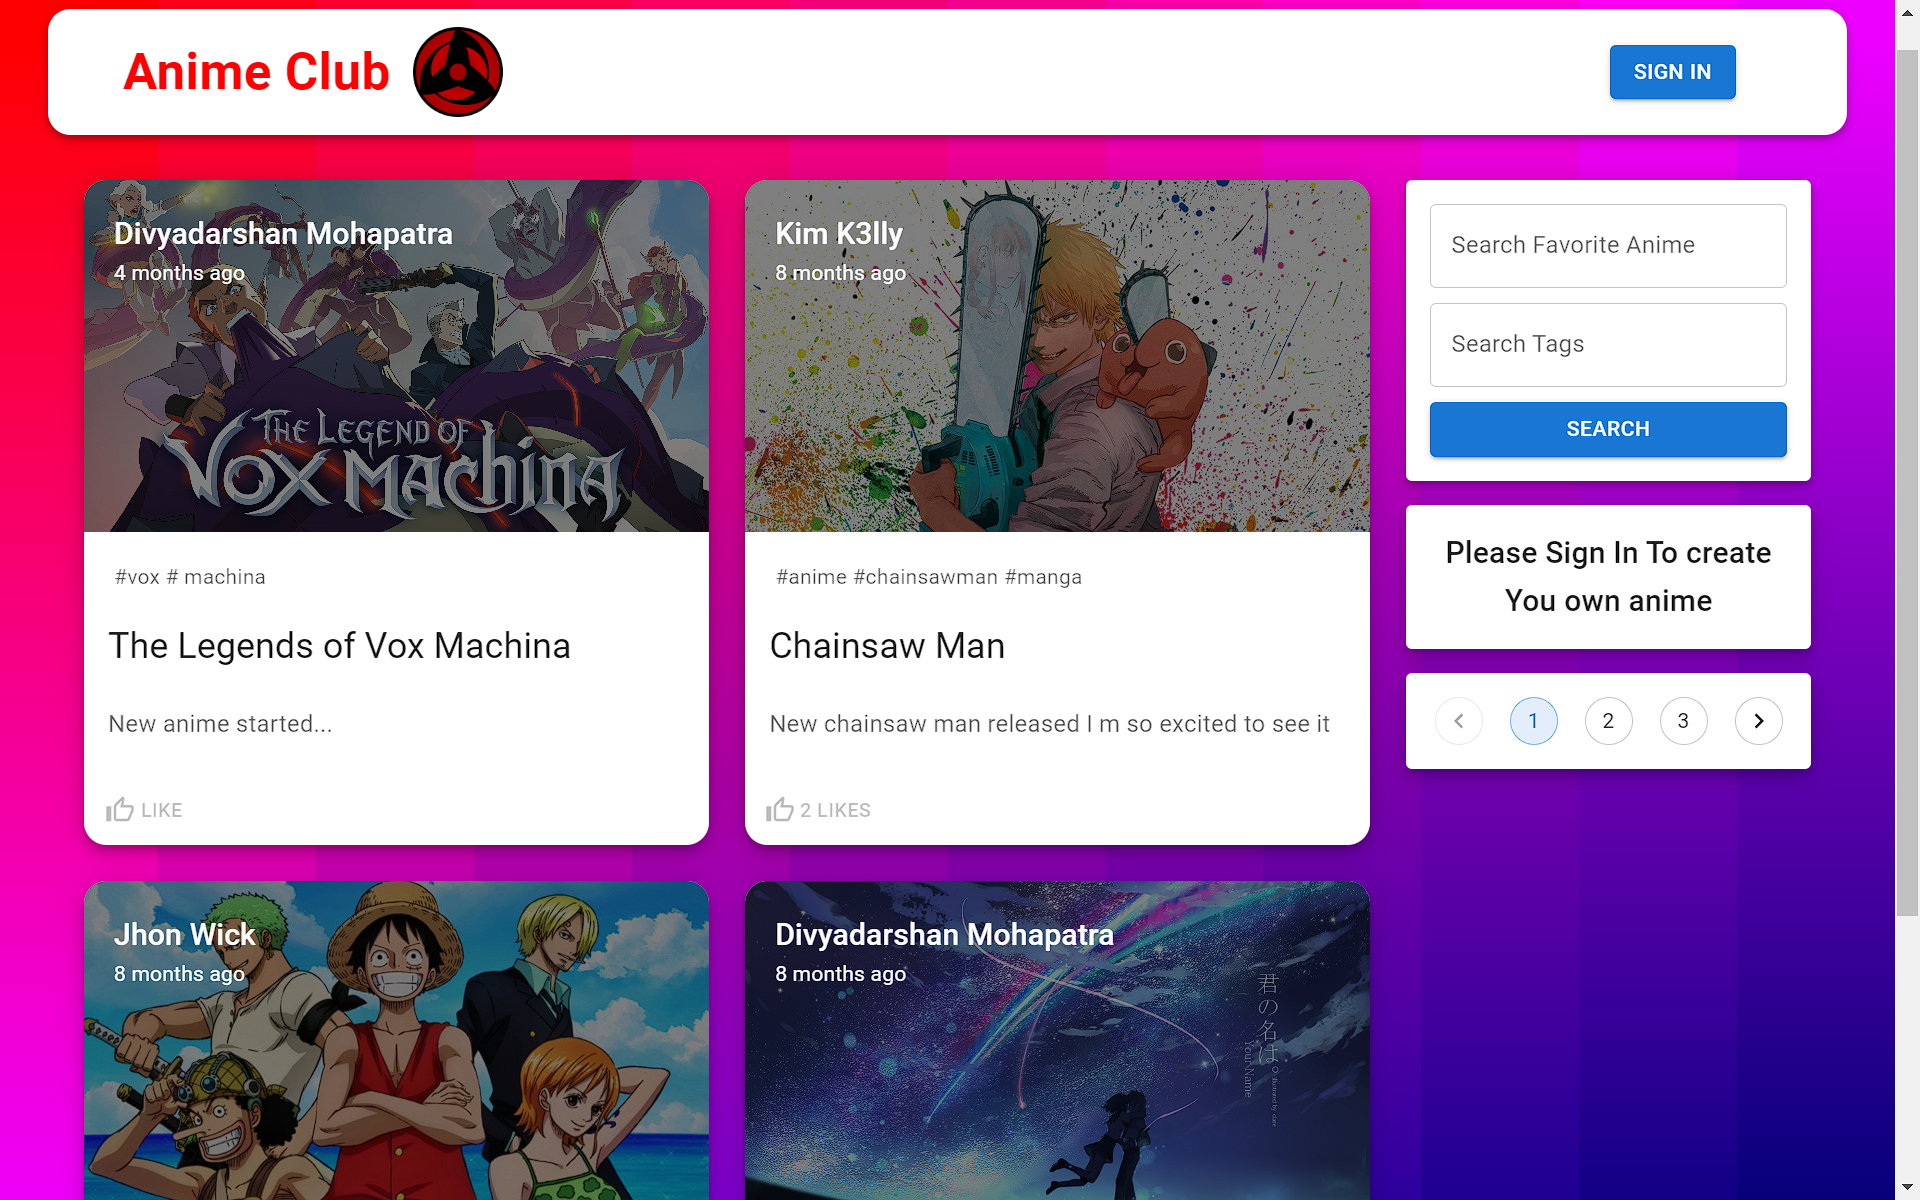 Anime Club
SIGN IN
Divyadarshan Mohapatra
4 months ago
THE LEGEND OF
VOX MACHINA
#vox # machina
The Legends of Vox Machina
New anime started...
LIKE
Kim K3lly
8 months ago
#anime #chainsawman #manga
Chainsaw Man
New chainsaw man released I m so excited to see it
2 LIKES
Search Favorite Anime
Search Tags
SEARCH
Please Sign In To create
You own anime
1
2
3
Jhon Wick
8 months ago
Divyadarshan Mohapatra
8 months ago
君の名は。
Your Name